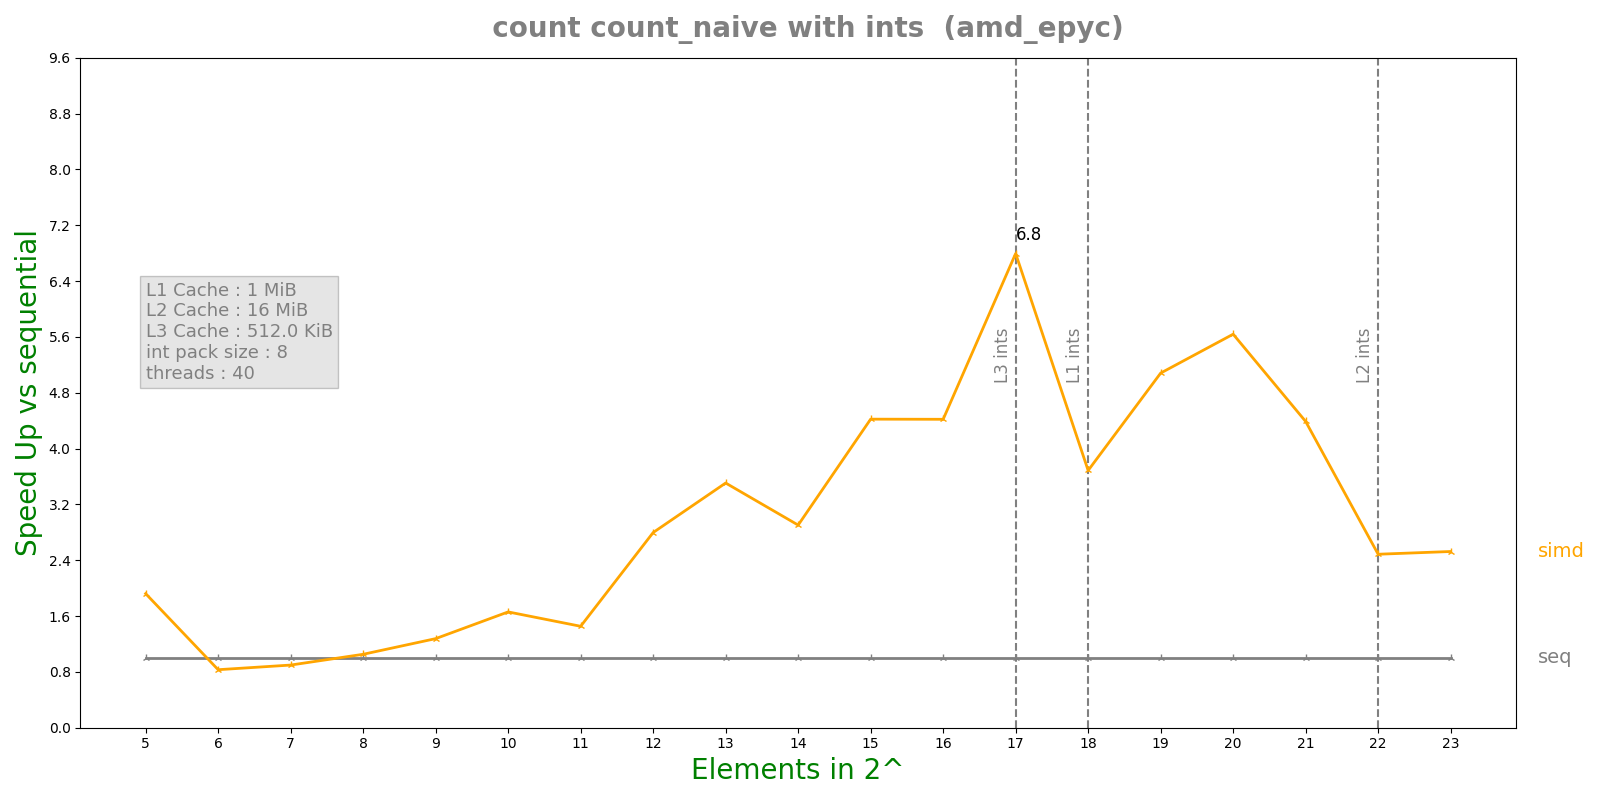 count count_naive with ints  (amd_epyc)
Speed Up vs sequential
9.6
8.8
8.0
7.2
6.4
5.6
4.8
4.0
3.2
2.4
1.6
0.8
0.0
L1 Cache : 1 MiB
L2 Cache : 16 MiB
L3 Cache : 512.0 KiB
int pack size : 8
threads : 40
6.8
L3 ints
L1 ints
L2 ints
simd
seq
5 6 7 8 9 10 11 12 13 14 15 16 17 18 19 20 21 22 23
Elements in 2^